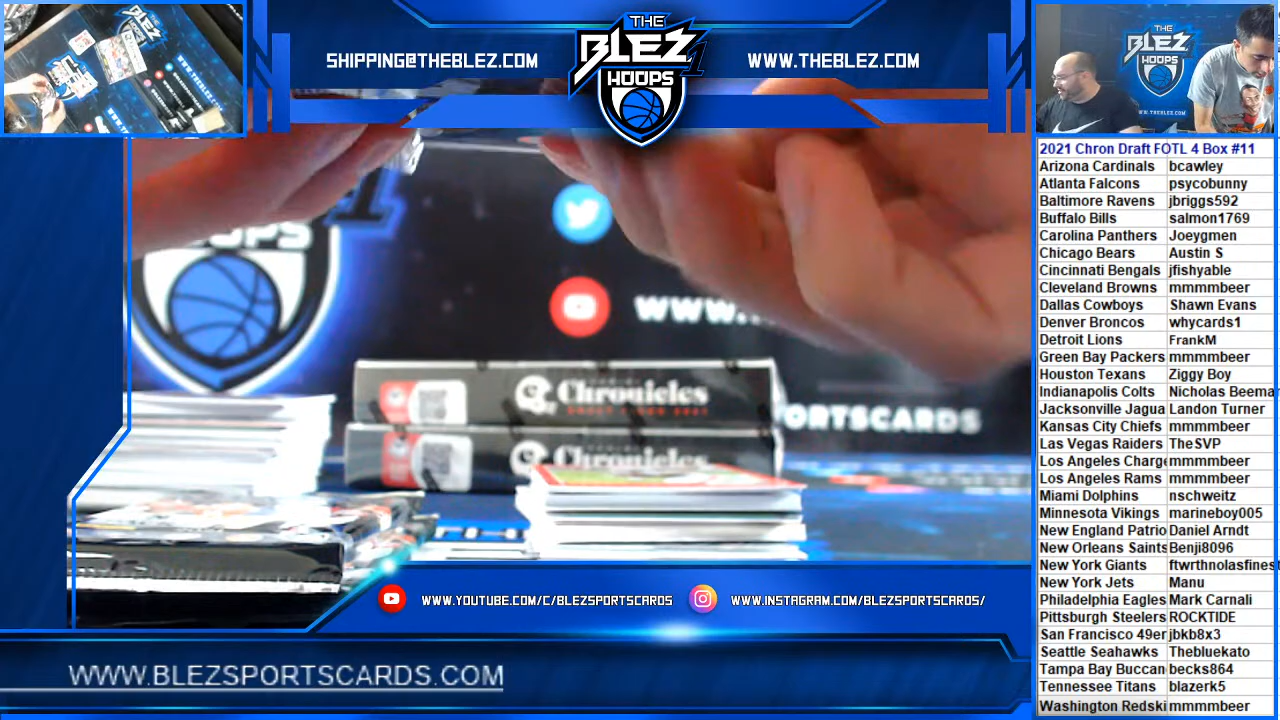 SHIPPING@THEBLEZ.COM
THE
BLEZ
HOOPS
WWW.THEBLEZ.COM
THE
BLEZ
HOOPS
WWW.THEBLEZ.COM
2021 Chron Draft FOTL 4 Box #11
Arizona Cardinals bcawley
Atlanta Falcons psycobunny
Baltimore Ravens jbriggs592
Buffalo Bills salmon1769
Carolina Panthers Joeygmen
Chicago Bears Austin S
Cincinnati Bengals jfishyable
Cleveland Browns mmmmbeer
Dallas Cowboys Shawn Evans
Denver Broncos whycards1
Detroit Lions FrankM
Green Bay Packers mmmmbeer
Houston Texans Ziggy Boy
Indianapolis Colts Nicholas Beema
Jacksonville Jagua Landon Turner
Kansas City Chiefs mmmmbeer
Las Vegas Raiders TheSVP
Los Angeles Charge mmmmbeer
Los Angeles Rams mmmmbeer
Miami Dolphins nschweitz
Minnesota Vikings marineboy005
New England Patrio Daniel Arndt
New Orleans Saints Benji8096
New York Giants ftwrthnolasfines
New York Jets Manu
Philadelphia Eagles Mark Carnali
Pittsburgh Steelers ROCKTIDE
San Francisco 49er jbkb8x3
Seattle Seahawks Thebluekato
Tampa Bay Buccan becks864
Tennessee Titans blazerk5
Washington Redski mmmmbeer
HOOPS
WWW.
ORTSCARDS
Chronicles
Chronicles
WWW.YOUTUBE.COM/C/BLEZSPORTSCARDS
WWW.INSTAGRAM.COM/BLEZSPORTSCARDS/
WWW.BLEZSPORTSCARDS.COM